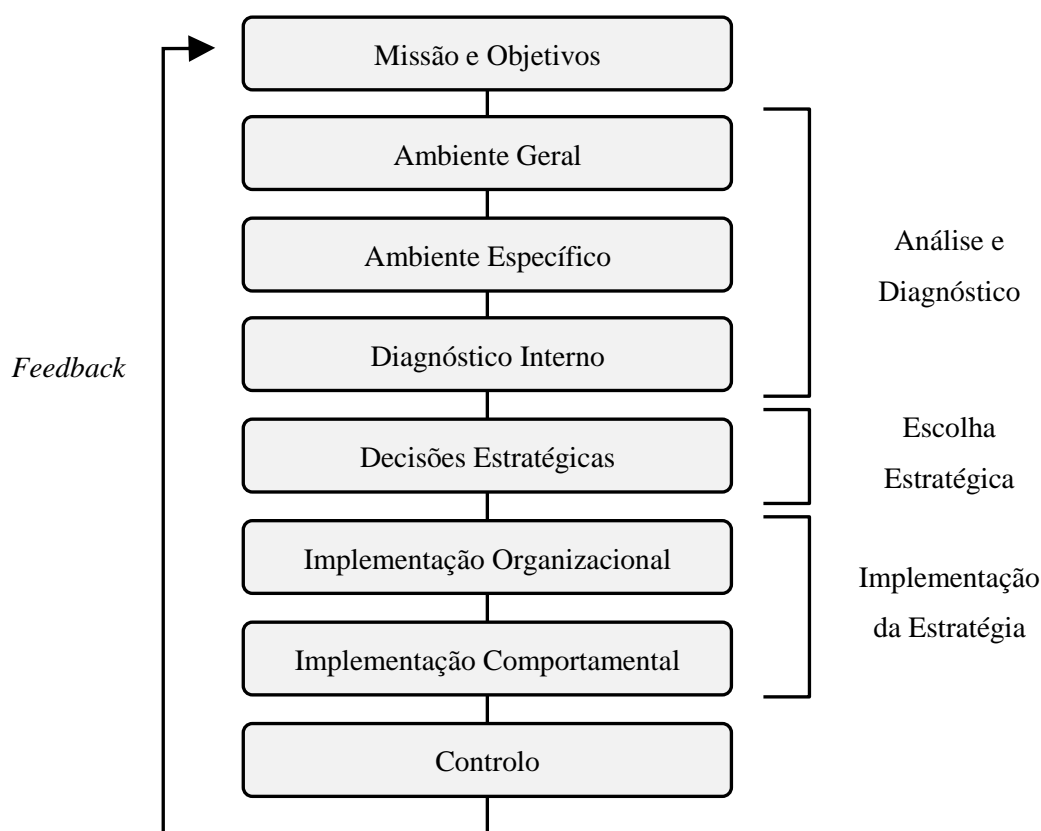 Missão e Objetivos
Ambiente Geral
Ambiente Específico
Análise e
Diagnóstico
Diagnóstico Interno
Feedback
Decisões Estratégicas
Escolha
Estratégica
Implementação Organizacional
Implementação
da Estratégia
Implementação Comportamental
Controlo